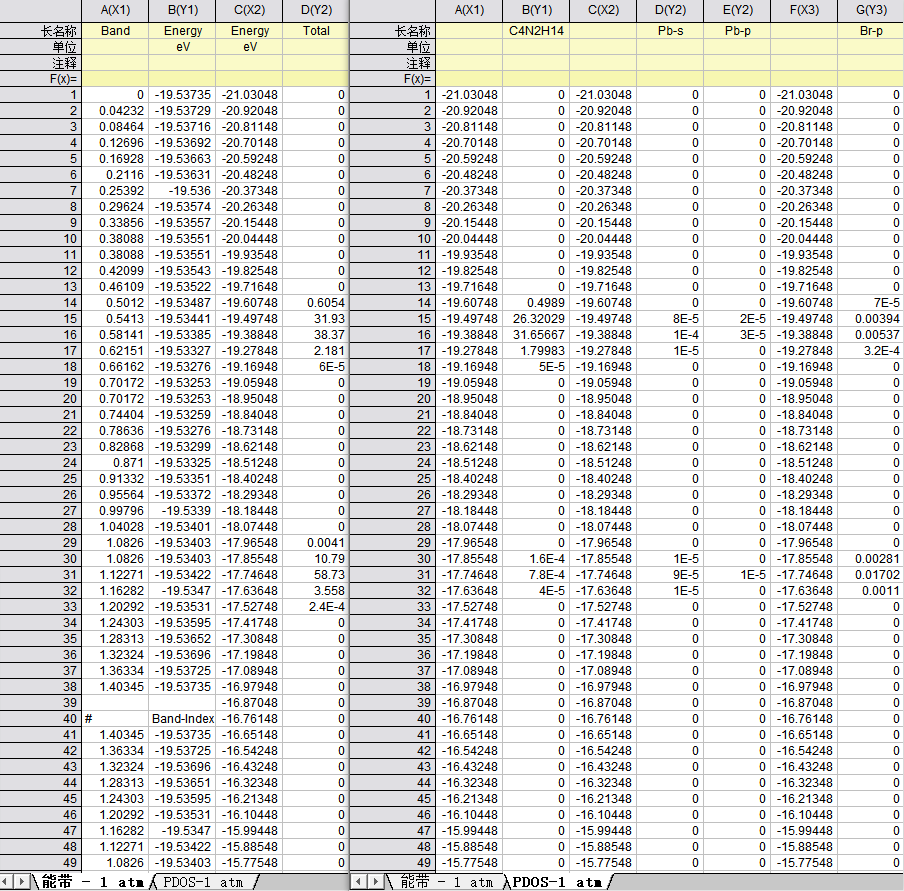 A(X1) B(Y1) C(X2) D(Y2) A(X1) B(Y1) C(X2) D(Y2) E(Y2) F(X3) G(Y3)
长名称 Band Energy Energy Total 长名称 C4N2H14 Pb-s Pb-p Br-p
单位 eV eV 单位
注释 注释
F(x)= F(x)=
1 0 -19.53735 -21.03048 0 1 -21.03048 0 -21.03048 0 0 -21.03048 0
2 0.04232 -19.53729 -20.92048 0 2 -20.92048 0 -20.92048 0 0 -20.92048 0
3 0.08464 -19.53716 -20.81148 0 3 -20.81148 0 -20.81148 0 0 -20.81148 0
4 0.12696 -19.53692 -20.70148 0 4 -20.70148 0 -20.70148 0 0 -20.70148 0
5 0.16928 -19.53663 -20.59248 0 5 -20.59248 0 -20.59248 0 0 -20.59248 0
6 0.2116 -19.53631 -20.48248 0 6 -20.48248 0 -20.48248 0 0 -20.48248 0
7 0.25392 -19.536 -20.37348 0 7 -20.37348 0 -20.37348 0 0 -20.37348 0
8 0.29624 -19.53574 -20.26348 0 8 -20.26348 0 -20.26348 0 0 -20.26348 0
9 0.33856 -19.53557 -20.15448 0 9 -20.15448 0 -20.15448 0 0 -20.15448 0
10 0.38088 -19.53551 -20.04448 0 10 -20.04448 0 -20.04448 0 0 -20.04448 0
11 0.38088 -19.53551 -19.93548 0 11 -19.93548 0 -19.93548 0 0 -19.93548 0
12 0.42099 -19.53543 -19.82548 0 12 -19.82548 0 -19.82548 0 0 -19.82548 0
13 0.46109 -19.53522 -19.71648 0 13 -19.71648 0 -19.71648 0 0 -19.71648 0
14 0.5012 -19.53487 -19.60748 0.6054 14 -19.60748 0.4989 -19.60748 0 0 -19.60748 7E-5
15 0.5413 -19.53441 -19.49748 31.93 15 -19.49748 26.32029 -19.49748 8E-5 2E-5 -19.49748 0.00394
16 0.58141 -19.53385 -19.38848 38.37 16 -19.38848 31.65667 -19.38848 1E-4 3E-5 -19.38848 0.00537
17 0.62151 -19.53327 -19.27848 2.181 17 -19.27848 1.79983 -19.27848 1E-5 0 -19.27848 3.2E-4
18 0.66162 -19.53276 -19.16948 6E-5 18 -19.16948 5E-5 -19.16948 0 0 -19.16948 0
19 0.70172 -19.53253 -19.05948 0 19 -19.05948 0 -19.05948 0 0 -19.05948 0
20 0.70172 -19.53253 -18.95048 0 20 -18.95048 0 -18.95048 0 0 -18.95048 0
21 0.74404 -19.53259 -18.84048 0 21 -18.84048 0 -18.84048 0 0 -18.84048 0
22 0.78636 -19.53276 -18.73148 0 22 -18.73148 0 -18.73148 0 0 -18.73148 0
23 0.82868 -19.53299 -18.62148 0 23 -18.62148 0 -18.62148 0 0 -18.62148 0
24 0.871 -19.53325 -18.51248 0 24 -18.51248 0 -18.51248 0 0 -18.51248 0
25 0.91332 -19.53351 -18.40248 0 25 -18.40248 0 -18.40248 0 0 -18.40248 0
26 0.95564 -19.53372 -18.29348 0 26 -18.29348 0 -18.29348 0 0 -18.29348 0
27 0.99796 -19.5339 -18.18448 0 27 -18.18448 0 -18.18448 0 0 -18.18448 0
28 1.04028 -19.53401 -18.07448 0 28 -18.07448 0 -18.07448 0 0 -18.07448 0
29 1.0826 -19.53403 -17.96548 0.0041 29 -17.96548 0 -17.96548 0 0 -17.96548 0
30 1.0826 -19.53403 -17.85548 10.79 30 -17.85548 1.6E-4 -17.85548 1E-5 0 -17.85548 0.00281
31 1.12271 -19.53422 -17.74648 58.73 31 -17.74648 7.8E-4 -17.74648 9E-5 1E-5 -17.74648 0.01702
32 1.16282 -19.5347 -17.63648 3.558 32 -17.63648 4E-5 -17.63648 1E-5 0 -17.63648 0.0011
33 1.20292 -19.53531 -17.52748 2.4E-4 33 -17.52748 0 -17.52748 0 0 -17.52748 0
34 1.24303 -19.53595 -17.41748 0 34 -17.41748 0 -17.41748 0 0 -17.41748 0
35 1.28313 -19.53652 -17.30848 0 35 -17.30848 0 -17.30848 0 0 -17.30848 0
36 1.32324 -19.53696 -17.19848 0 36 -17.19848 0 -17.19848 0 0 -17.19848 0
37 1.36334 -19.53725 -17.08948 0 37 -17.08948 0 -17.08948 0 0 -17.08948 0
38 1.40345 -19.53735 -16.97948 0 38 -16.97948 0 -16.97948 0 0 -16.97948 0
39 -16.87048 0 39 -16.87048 0 -16.87048 0 0 -16.87048 0
40 # Band-Index -16.76148 0 40 -16.76148 0 -16.76148 0 0 -16.76148 0
41 1.40345 -19.53735 -16.65148 0 41 -16.65148 0 -16.65148 0 0 -16.65148 0
42 1.36334 -19.53725 -16.54248 0 42 -16.54248 0 -16.54248 0 0 -16.54248 0
43 1.32324 -19.53696 -16.43248 0 43 -16.43248 0 -16.43248 0 0 -16.43248 0
44 1.28313 -19.53651 -16.32348 0 44 -16.32348 0 -16.32348 0 0 -16.32348 0
45 1.24303 -19.53595 -16.21348 0 45 -16.21348 0 -16.21348 0 0 -16.21348 0
46 1.20292 -19.53531 -16.10448 0 46 -16.10448 0 -16.10448 0 0 -16.10448 0
47 1.16282 -19.5347 -15.99448 0 47 -15.99448 0 -15.99448 0 0 -15.99448 0
48 1.12271 -19.53422 -15.88548 0 48 -15.88548 0 -15.88548 0 0 -15.88548 0
49 1.0826 -19.53403 -15.77548 0 49 -15.77548 0 -15.77548 0 0 -15.77548 0
能带 - 1 atm PDOS-1 atm 能带 - 1 atm PDOS-1 atm